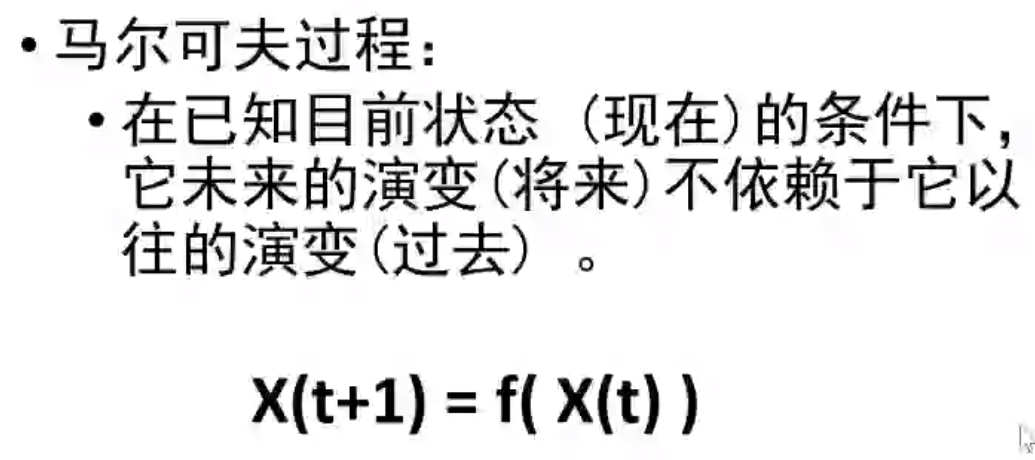 • 马尔可夫过程：
• 在已知目前状态 (现在)的条件下，
它未来的演变(将来)不依赖于它以
往的演变(过去) 。
X(t+1) = f( X(t) )